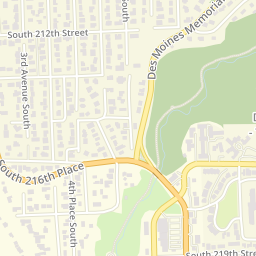 South 212th Street
Des Moines Memorial
3rd Avenue South
South 216th Place
4th Place South
D
South 219th Street